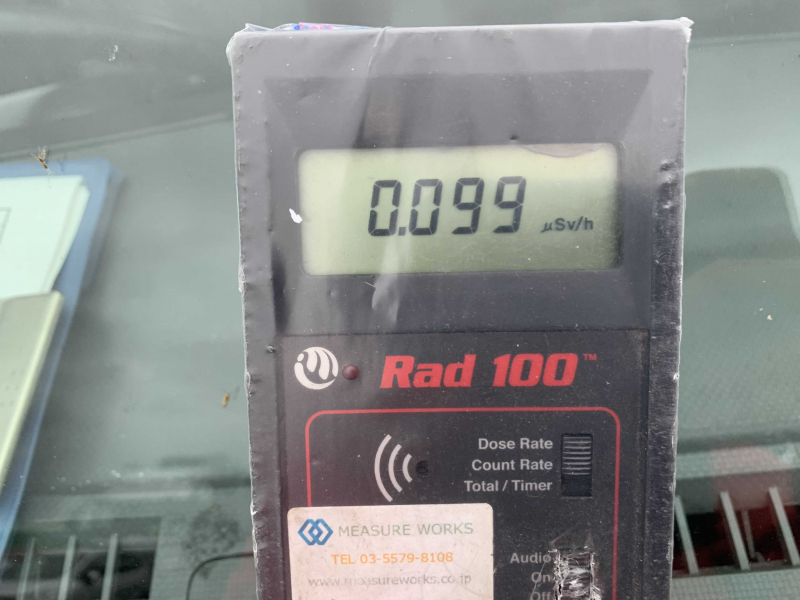 0.099 µSv/h
Rad 100™
Dose Rate
Count Rate
Total / Timer
MEASURE WORKS
TEL 03-5579-8108
www.measureworks.co.jp
Audio
On
Off